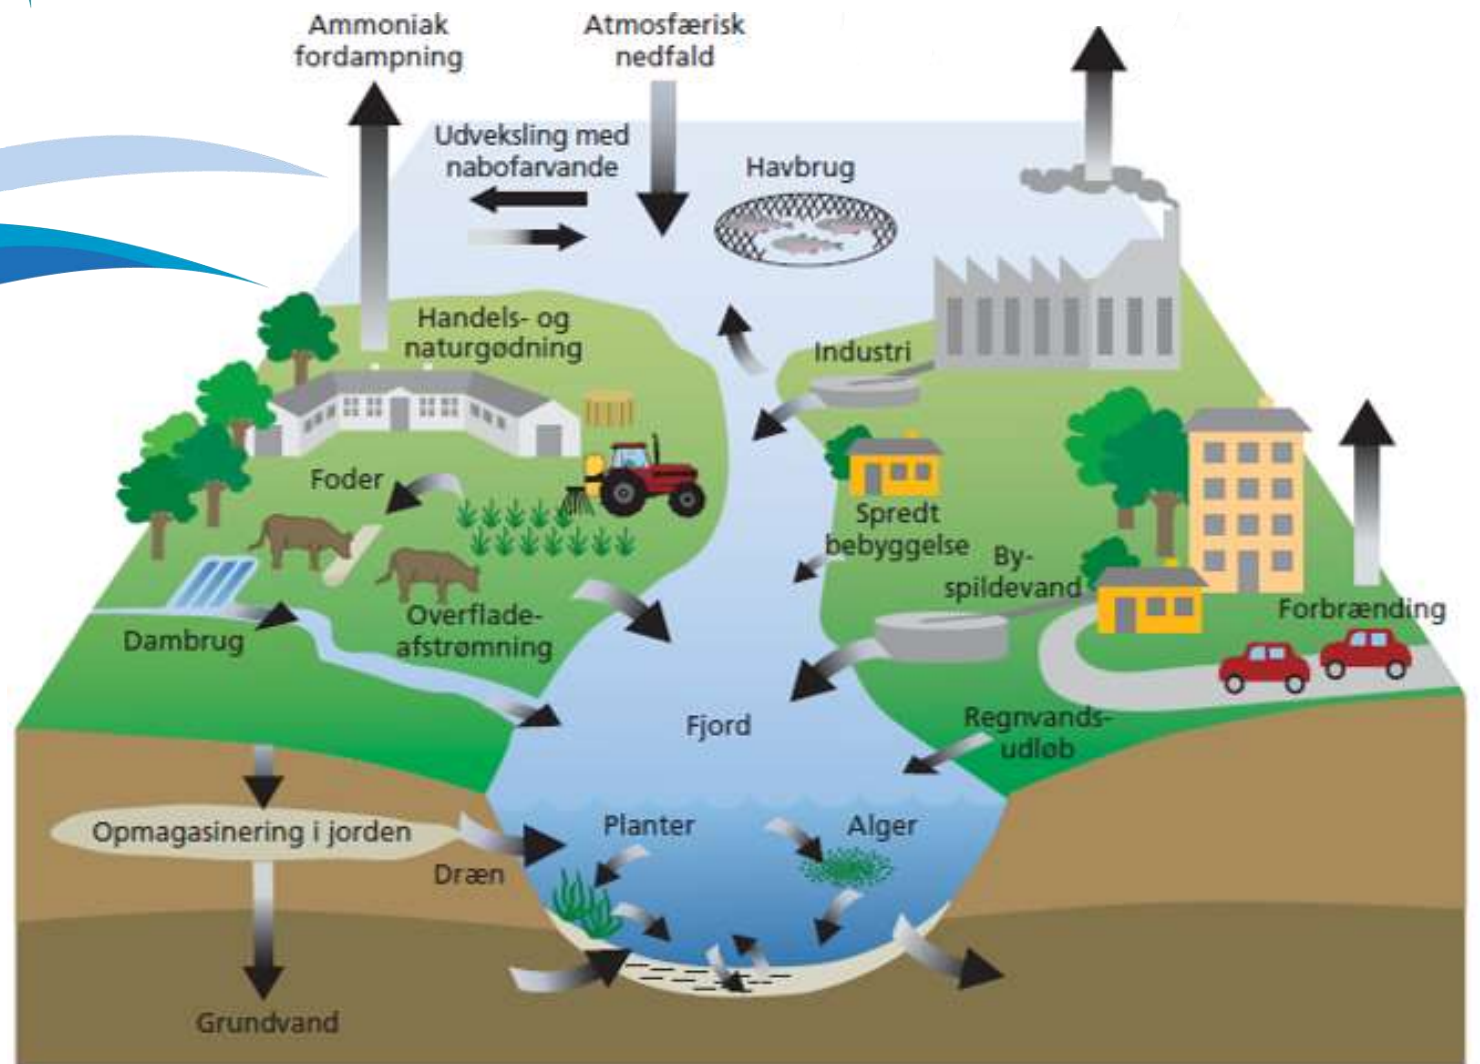 Ammoniak
fordampning
Atmosfærisk
nedfald
Udveksling med
nabofarvande
Havbrug
Handels- og
naturgødning
Industri
Foder
Spredt
bebyggelse
By-
spildevand
Forbrænding
Overflade-
afstrømning
Dambrug
Fjord
Regnvands-
udløb
Opmagasinering i jorden
Planter
Alger
Dræn
Grundvand